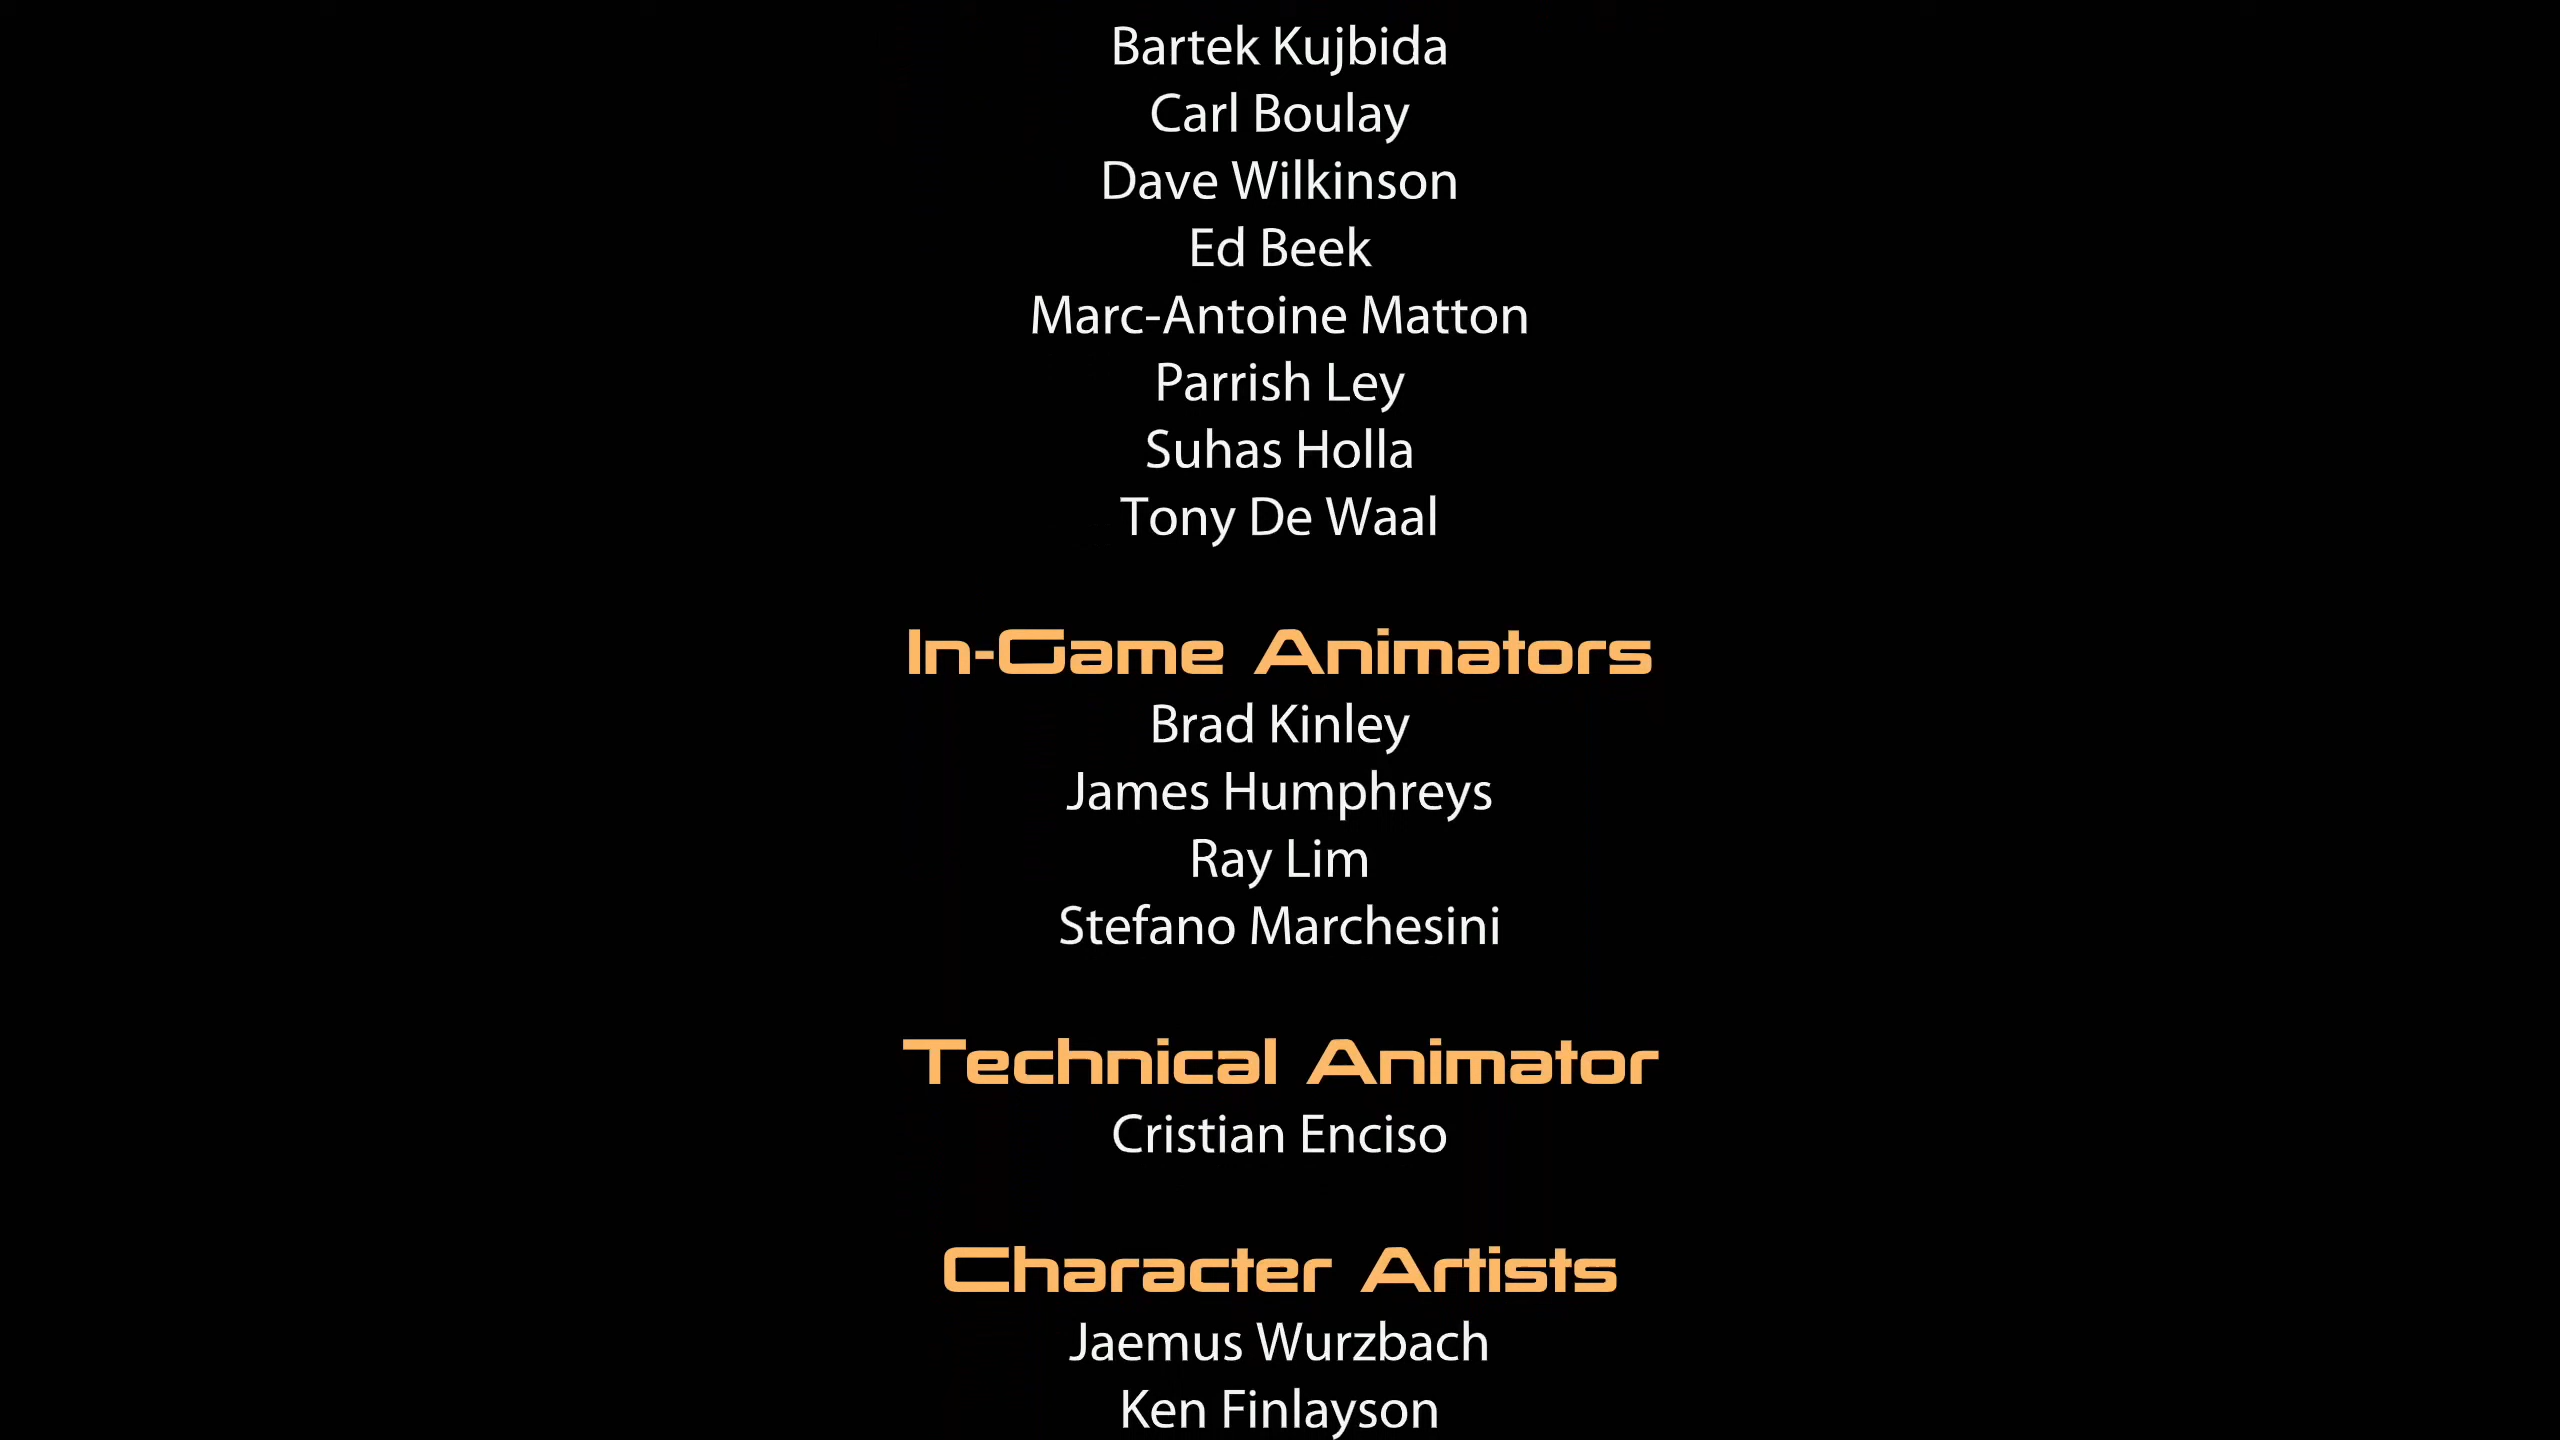 Bartek Kujbida
Carl Boulay
Dave Wilkinson
Ed Beek
Marc-Antoine Matton
Parrish Ley
Suhas Holla
Tony De Waal
In-Game Animators
Brad Kinley
James Humphreys
Ray Lim
Stefano Marchesini
Technical Animator
Cristian Enciso
Character Artists
Jaemus Wurzbach
Ken Finlayson